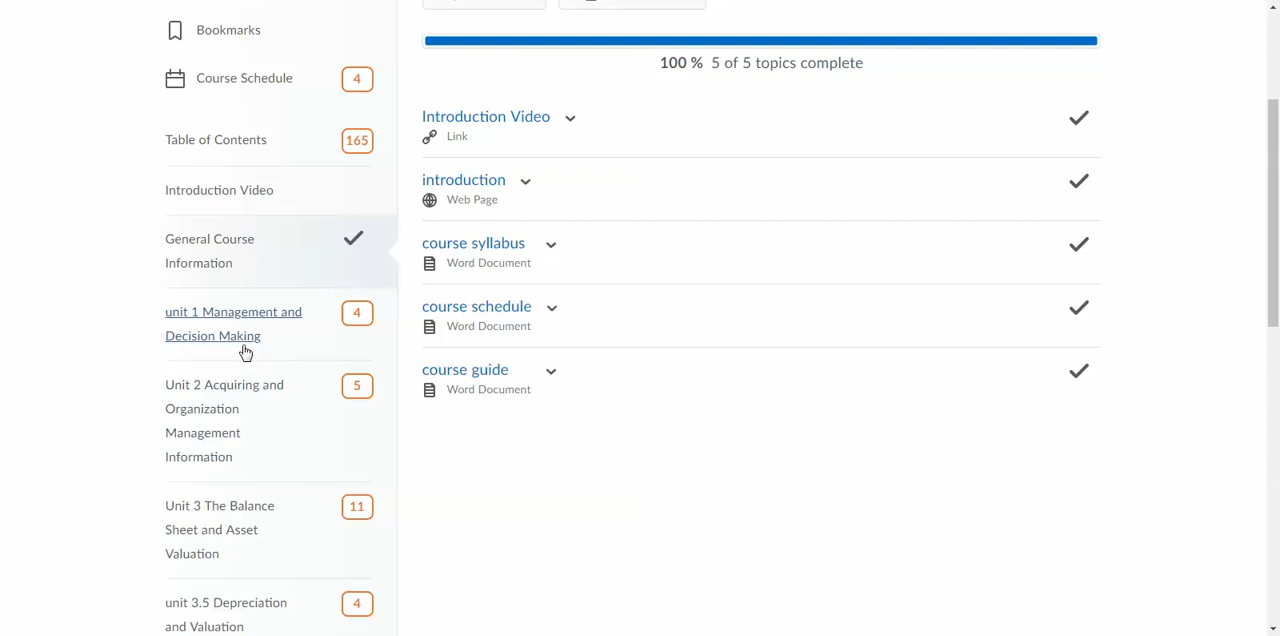 Bookmarks
Course Schedule 4
Table of Contents 165
Introduction Video
General Course
Information
unit 1 Management and 4
Decision Making
Unit 2 Acquiring and 5
Organization
Management
Information
Unit 3 The Balance 11
Sheet and Asset
Valuation
unit 3.5 Depreciation 4
and Valuation
100 % 5 of 5 topics complete
Introduction Video
Link
introduction
Web Page
course syllabus
Word Document
course schedule
Word Document
course guide
Word Document